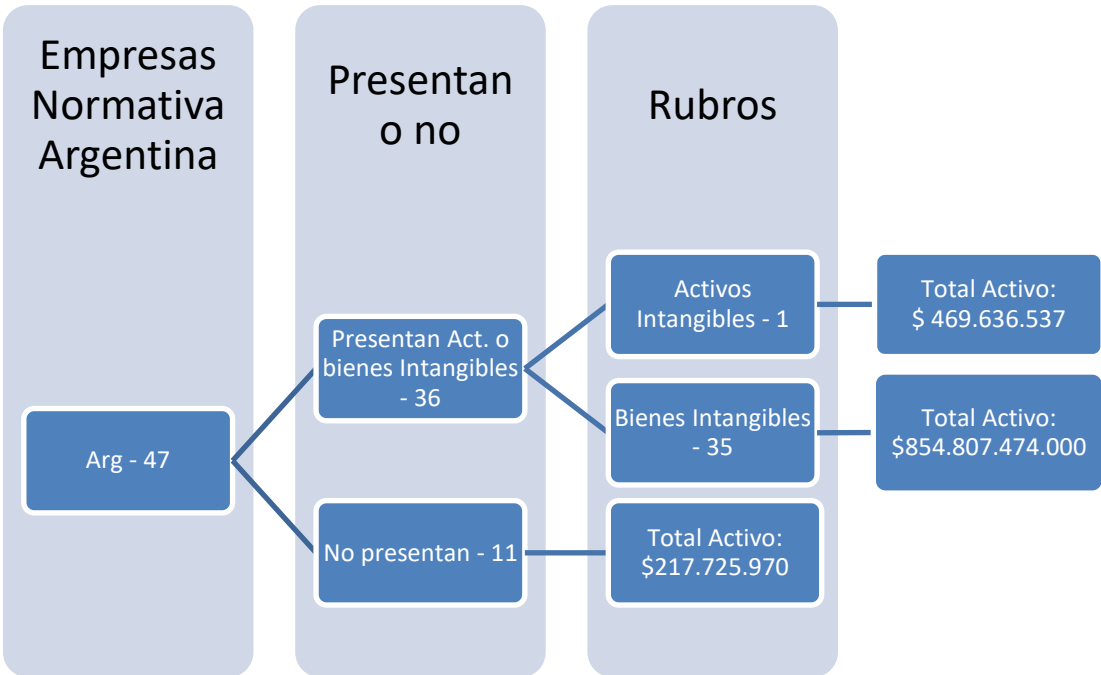 Empresas
Normativa
Argentina
Presentan
o no
Rubros
Arg - 47
Presentan Act. o
bienes Intangibles
- 36
No presentan - 11
Activos
Intangibles - 1
Bienes Intangibles
- 35
Total Activo:
$217.725.970
Total Activo:
$ 469.636.537
Total Activo:
$854.807.474.000